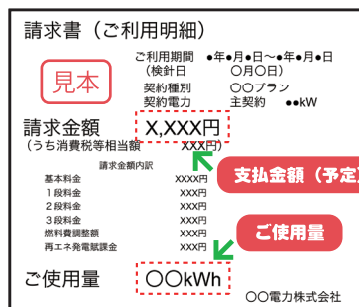 請求書（ご利用明細）
見本
ご利用期間 ●年●月●日～●年●月●日
（検針日 〇月〇日）
契約種別 〇〇プラン
契約電力 主契約 ●●kW
請求金額 X,XXX円
（うち消費税等相当額 XXX円）
支払金額（予定）
請求金額内訳
基本料金 XXXX円
１段料金 XXX円
２段料金 XXX円
３段料金 XXX円
燃料費調整額 XXX円
再エネ発電賦課金 XXX円
ご使用量
ご使用量 〇〇kWh
〇〇電力株式会社